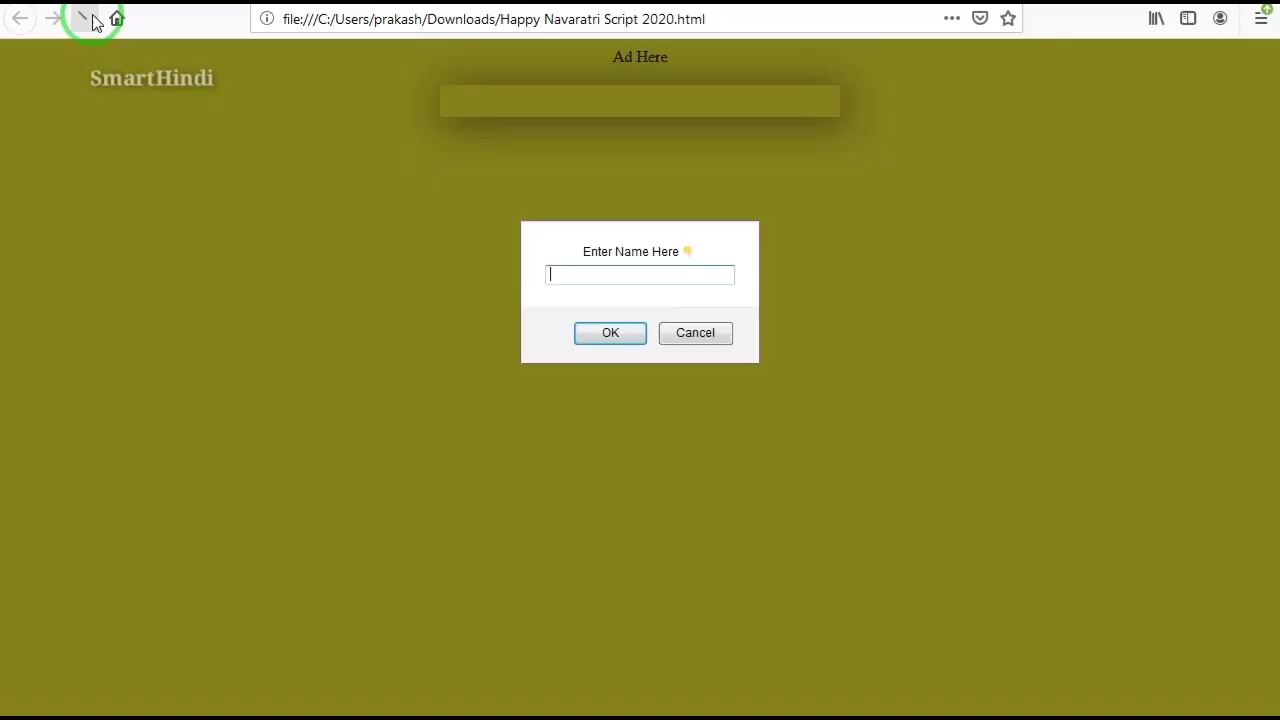 file:///C:/Users/prakash/Downloads/Happy Navaratri Script 2020.html
Ad Here
SmartHindi
Enter Name Here 👇
OK
Cancel